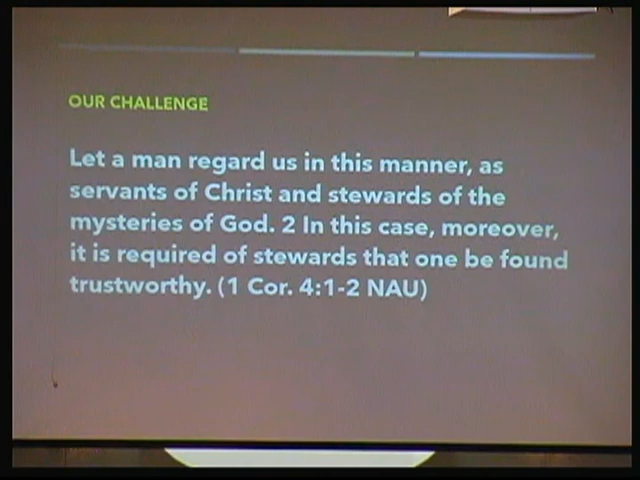 OUR CHALLENGE
Let a man regard us in this manner, as
servants of Christ and stewards of the
mysteries of God. 2 In this case, moreover,
it is required of stewards that one be found
trustworthy. (1 Cor. 4:1-2 NAU)